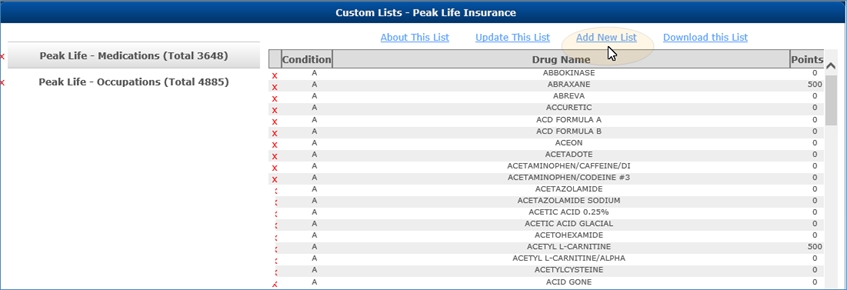 Custom Lists - Peak Life Insurance
About This List Update This List Add New List Download this List
x Peak Life - Medications (Total 3648)
x Peak Life - Occupations (Total 4885)
Condition Drug Name Points
A ABBOKINASE 0
x A ABRAXANE 500
x A ABREVA 0
x A ACCURETIC 0
x A ACD FORMULA A 0
x A ACD FORMULA B 0
x A ACEON 0
x A ACETADOTE 0
x A ACETAMINOPHEN/CAFFEINE/DI 0
x A ACETAMINOPHEN/CODEINE #3 0
A ACETAZOLAMIDE 0
A ACETAZOLAMIDE SODIUM 0
A ACETIC ACID 0.25% 0
A ACETIC ACID GLACIAL 0
A ACETOHEXAMIDE 0
A ACETYL L-CARNITINE 500
A ACETYL L-CARNITINE/ALPHA 0
A ACETYLCYSTEINE 0
A ACID GONE 0